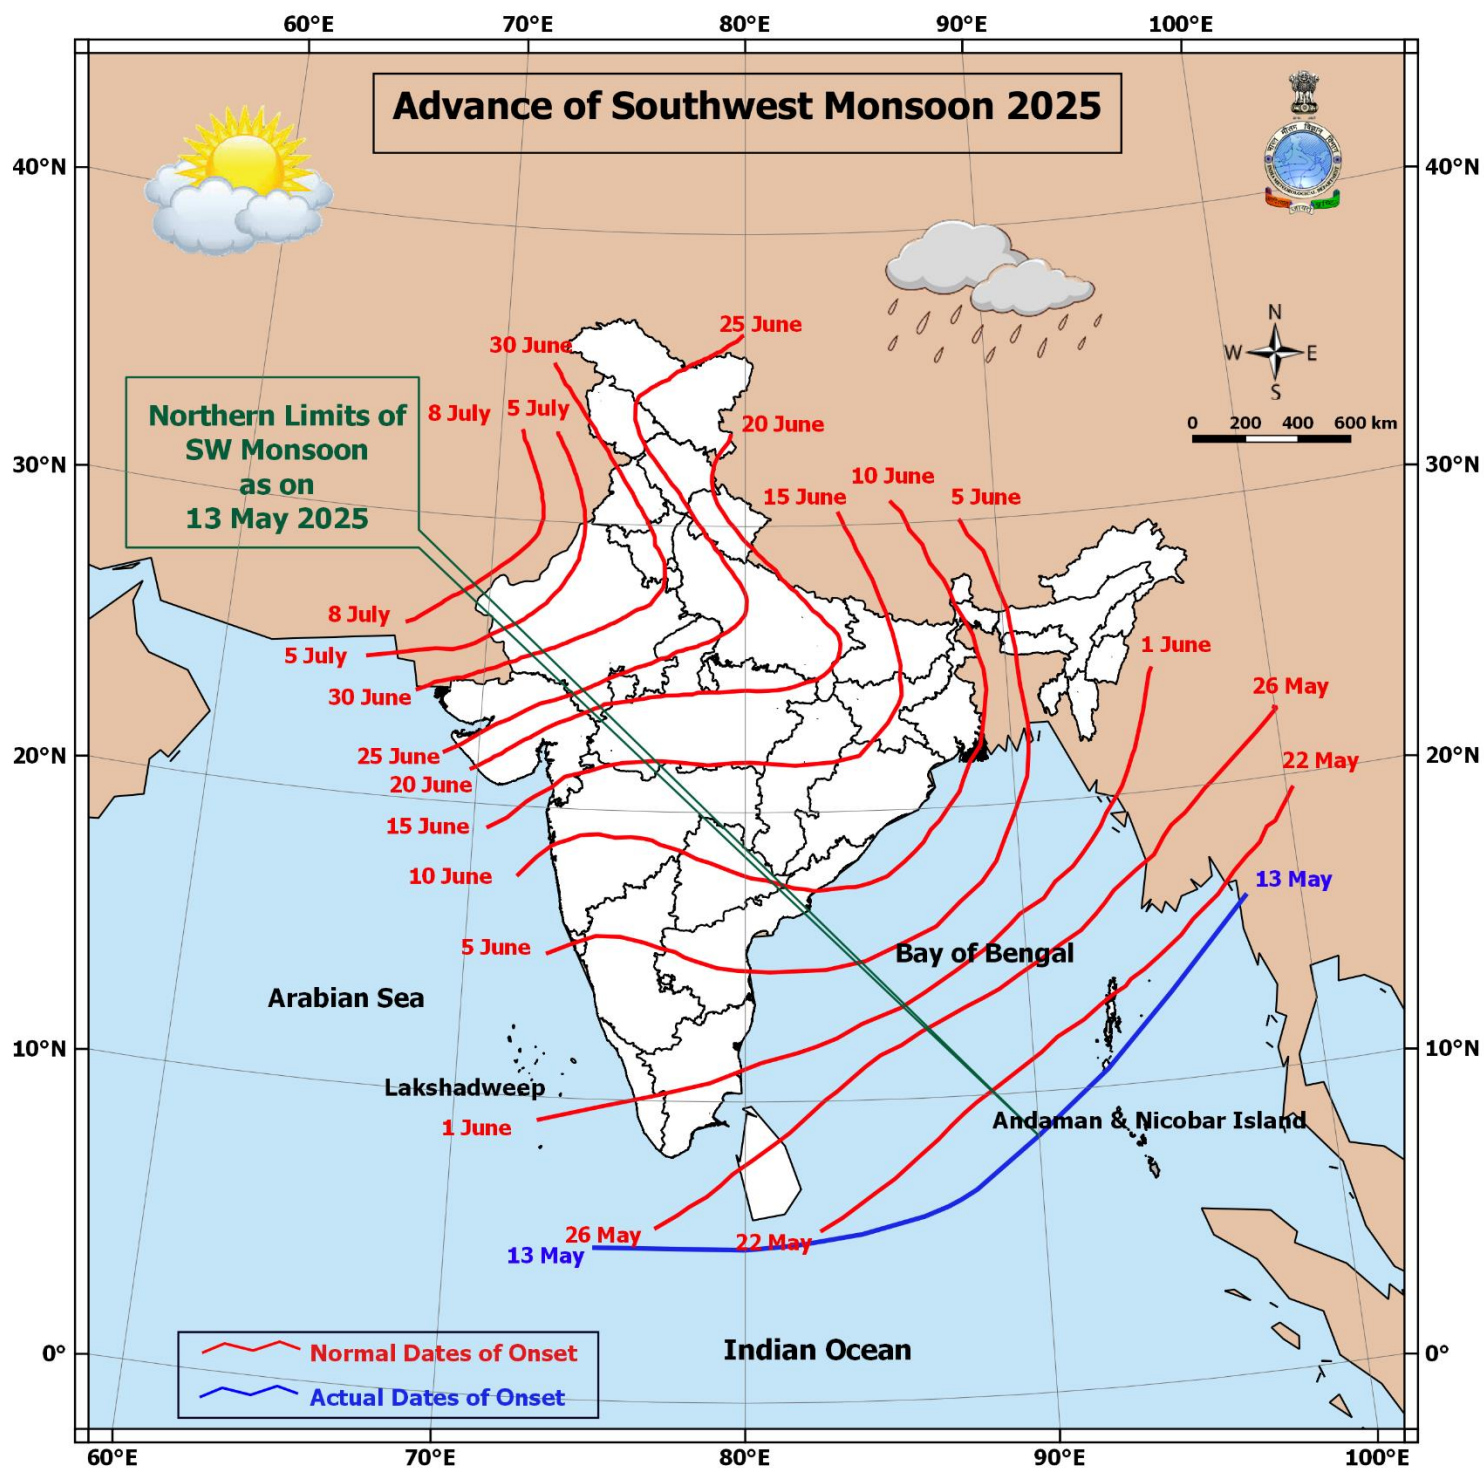 60°E 70°E 80°E 90°E 100°E
Advance of Southwest Monsoon 2025
40°N 40°N
N
W E
S
0 200 400 600 km
25 June
30 June
8 July 5 July
20 June
Northern Limits of
SW Monsoon
as on
13 May 2025
30°N 30°N
10 June
15 June 5 June
8 July
5 July
1 June
30 June
26 May
25 June
20°N 20°N
22 May
20 June
15 June
10 June
13 May
5 June
Bay of Bengal
Arabian Sea
10°N 10°N
Lakshadweep
1 June
Andaman & Nicobar Island
26 May
22 May
13 May
Indian Ocean
0° 0°
Normal Dates of Onset
Actual Dates of Onset
60°E 70°E 80°E 90°E 100°E